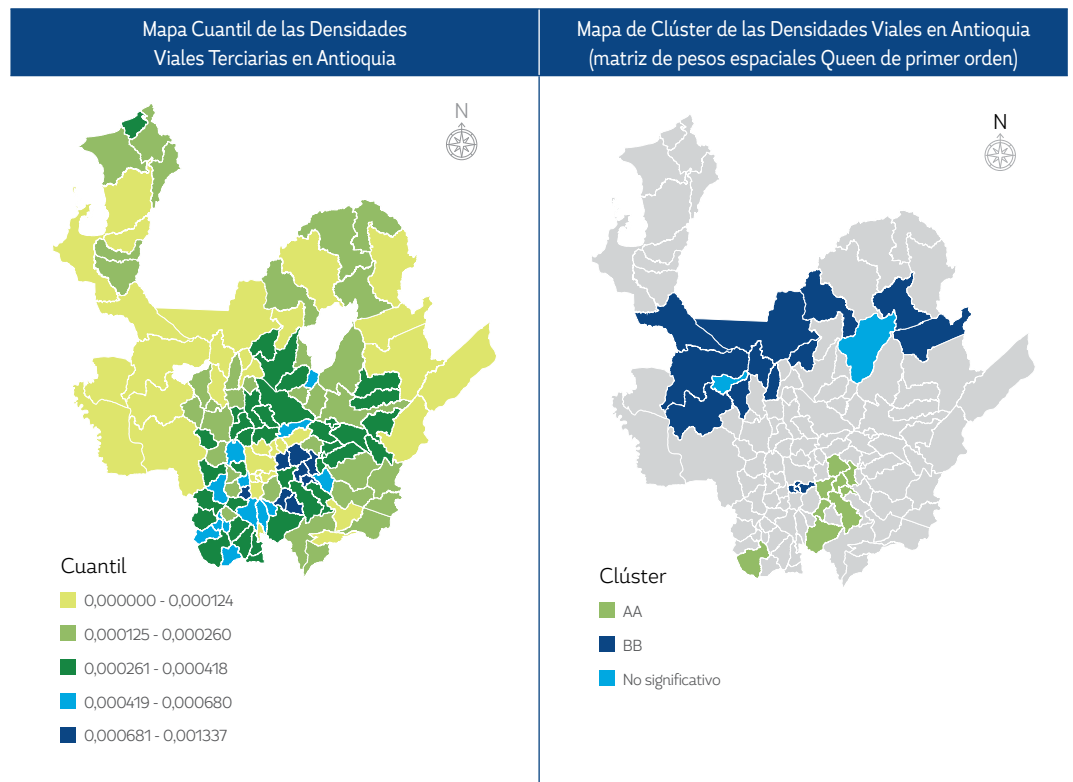 Mapa Cuantil de las Densidades
Viales Terciarias en Antioquia
Mapa de Clúster de las Densidades Viales en Antioquia
(matriz de pesos espaciales Queen de primer orden)
N
N
Cuantil
0,000000 - 0,000124
0,000125 - 0,000260
0,000261 - 0,000418
0,000419 - 0,000680
0,000681 - 0,001337
Clúster
AA
BB
No significativo